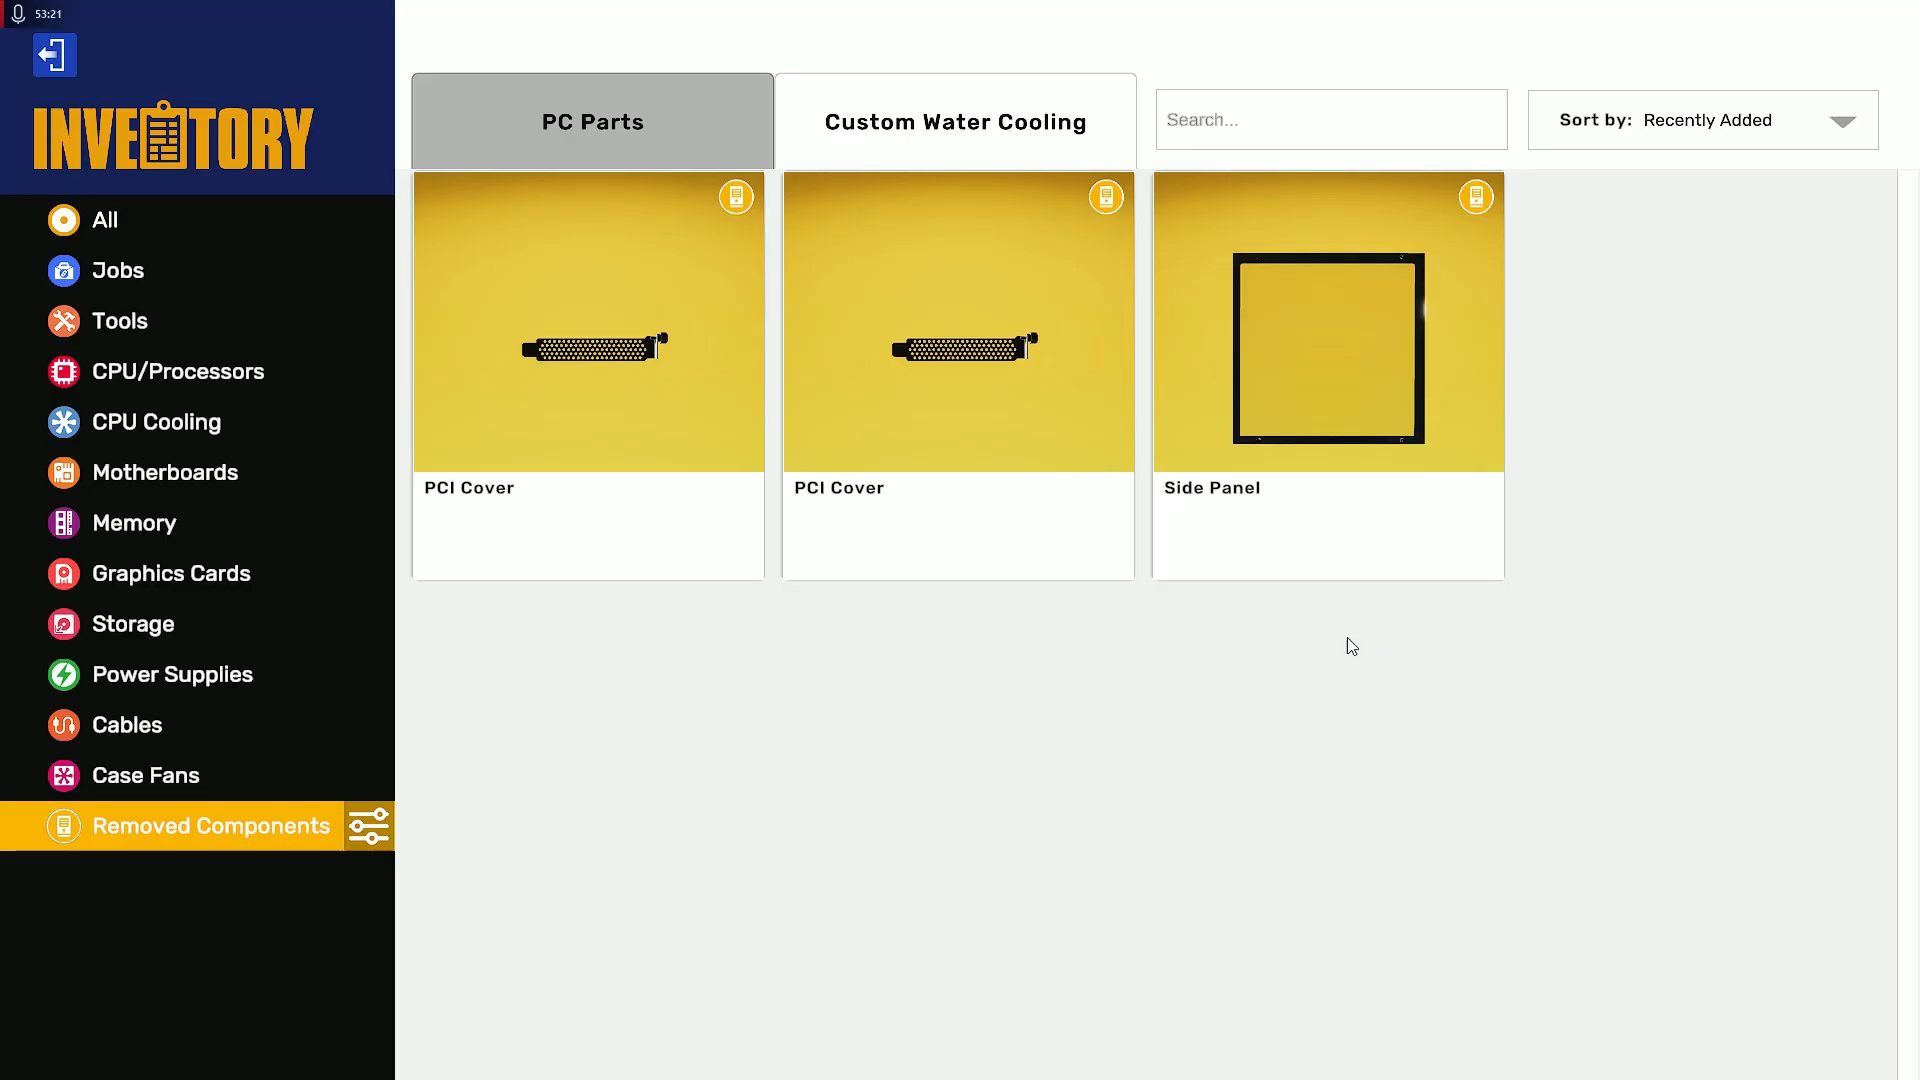 53:21
INVENTORY
PC Parts
Custom Water Cooling
Search...
Sort by: Recently Added
All
Jobs
Tools
CPU/Processors
CPU Cooling
Motherboards
Memory
Graphics Cards
Storage
Power Supplies
Cables
Case Fans
Removed Components
PCI Cover
PCI Cover
Side Panel